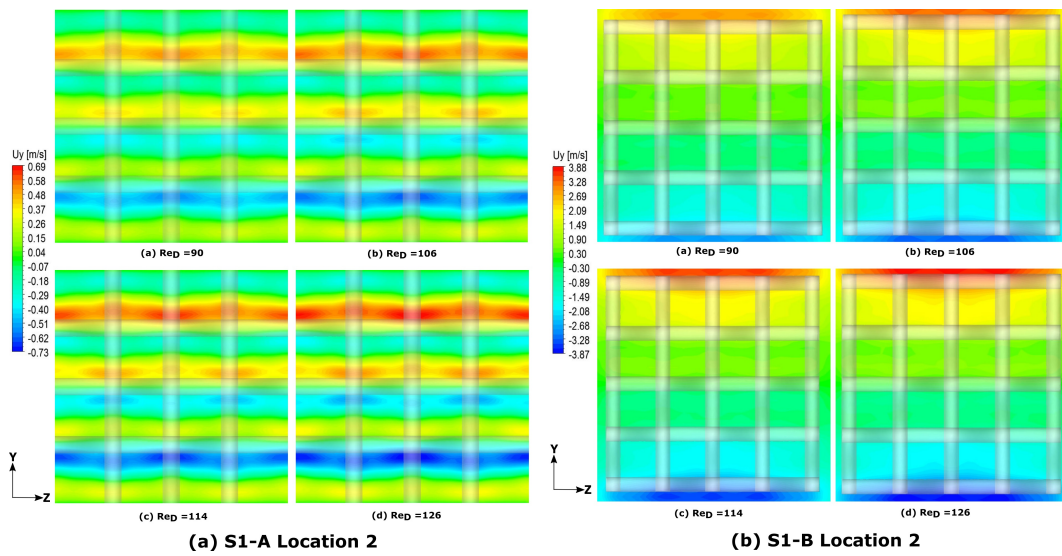 (a) ReD =90
(b) ReD =106
Uy [m/s]
0.69
0.60
0.48
0.37
0.26
0.15
0.04
-0.07
-0.18
-0.29
-0.40
-0.51
-0.62
-0.73
Y
Z
(c) ReD =114
(d) ReD =126
(a) S1-A Location 2
(a) ReD =90
(b) ReD =106
Uy [m/s]
3.88
3.28
2.69
2.09
1.49
0.90
0.30
-0.30
-0.89
-1.49
-2.08
-2.68
-3.28
-3.87
Y
Z
(c) ReD =114
(d) ReD =126
(b) S1-B Location 2